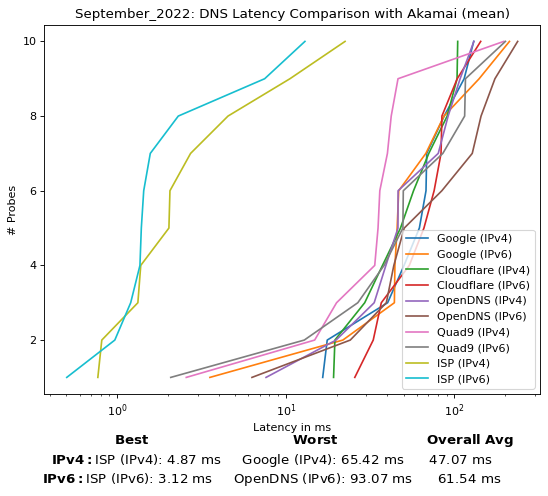 September_2022: DNS Latency Comparison with Akamai (mean)
10
8
6
4
2
# Probes
Google (IPv4)
Google (IPv6)
Cloudflare (IPv4)
Cloudflare (IPv6)
OpenDNS (IPv4)
OpenDNS (IPv6)
Quad9 (IPv4)
Quad9 (IPv6)
ISP (IPv4)
ISP (IPv6)
10⁰ 10¹ 10²
Latency in ms
Best Worst Overall Avg
IPv4: ISP (IPv4): 4.87 ms Google (IPv4): 65.42 ms 47.07 ms
IPv6: ISP (IPv6): 3.12 ms OpenDNS (IPv6): 93.07 ms 61.54 ms